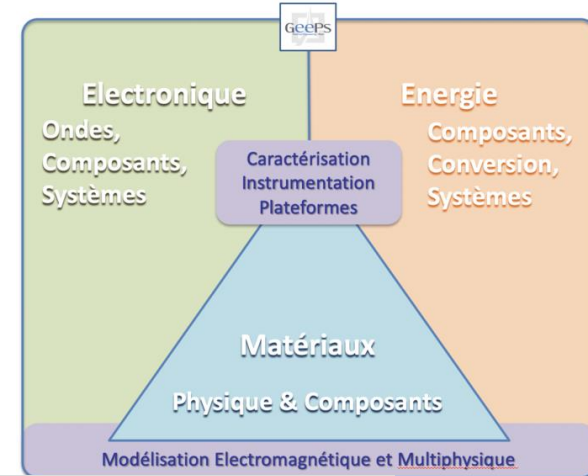 GeePs
Electronique
Ondes,
Composants,
Systèmes
Energie
Composants,
Conversion,
Systèmes
Caractérisation
Instrumentation
Plateformes
Matériaux
Physique & Composants
Modélisation Electromagnétique et Multiphysique